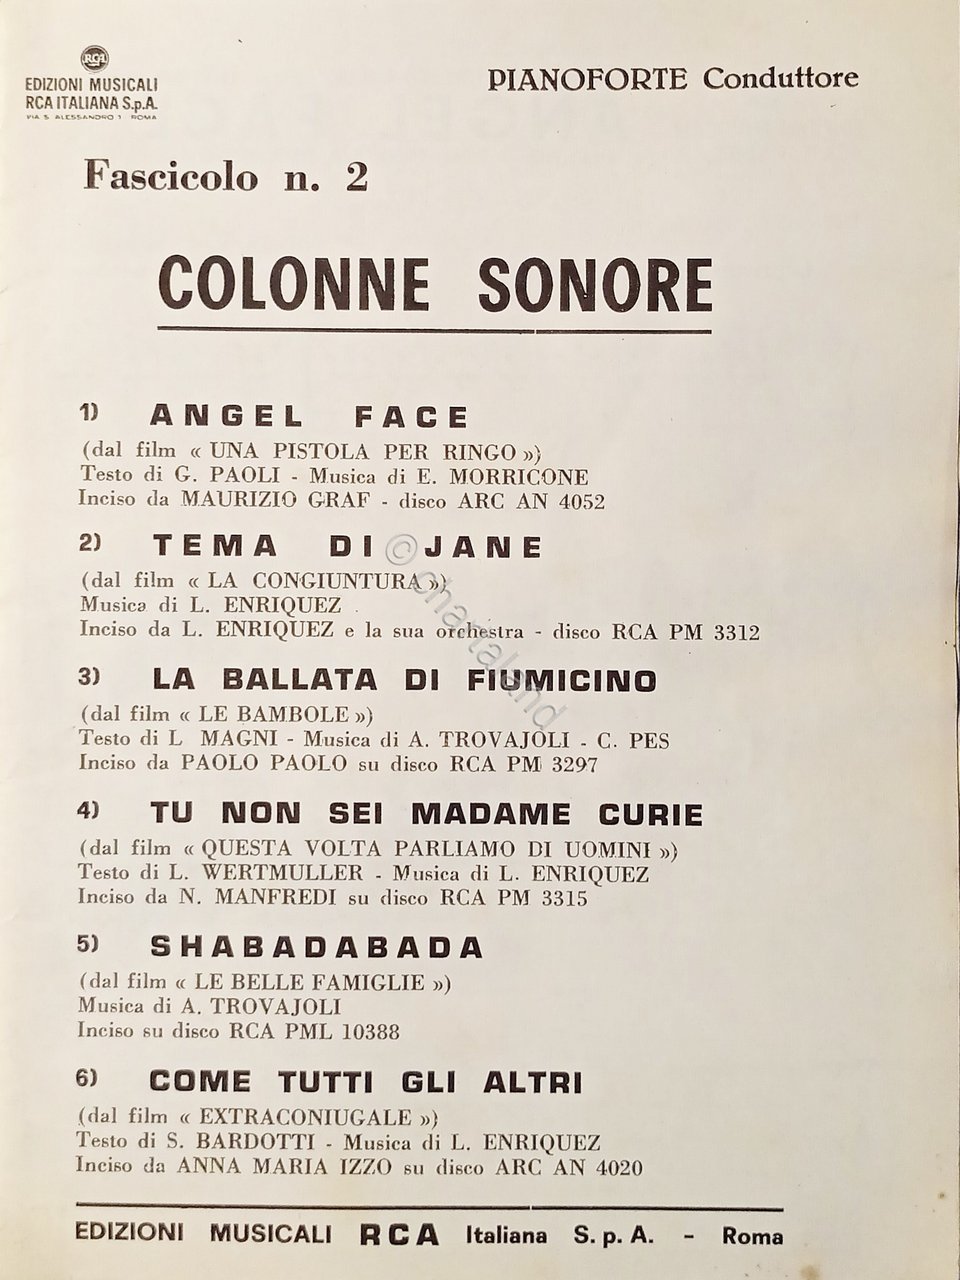 RCA
EDIZIONI MUSICALI
RCA ITALIANA S.p.A.
VIA S. ALESSANDRO 7 ROMA
PIANOFORTE Conduttore
Fascicolo n. 2
COLONNE SONORE
1) ANGEL FACE
(dal film « UNA PISTOLA PER RINGO »)
Testo di G. PAOLI - Musica di E. MORRICONE
Inciso da MAURIZIO GRAF - disco ARC AN 4052
2) TEMA DI JANE
(dal film « LA CONGIUNTURA »)
Musica di L. ENRIQUEZ
Inciso da L. ENRIQUEZ e la sua orchestra - disco RCA PM 3312
3) LA BALLATA DI FIUMICINO
(dal film « LE BAMBOLE »)
Testo di L MAGNI - Musica di A. TROVAJOLI - C. PES
Inciso da PAOLO PAOLO su disco RCA PM 3297
4) TU NON SEI MADAME CURIE
(dal film « QUESTA VOLTA PARLIAMO DI UOMINI »)
Testo di L. WERTMULLER - Musica di L. ENRIQUEZ
Inciso da N. MANFREDI su disco RCA PM 3315
5) SHABADABADA
(dal film « LE BELLE FAMIGLIE »)
Musica di A. TROVAJOLI
Inciso su disco RCA PML 10388
6) COME TUTTI GLI ALTRI
(dal film « EXTRACONIUGALE »)
Testo di S. BARDOTTI - Musica di L. ENRIQUEZ
Inciso da ANNA MARIA IZZO su disco ARC AN 4020
EDIZIONI MUSICALI RCA Italiana S.p.A. - Roma
© chartaland